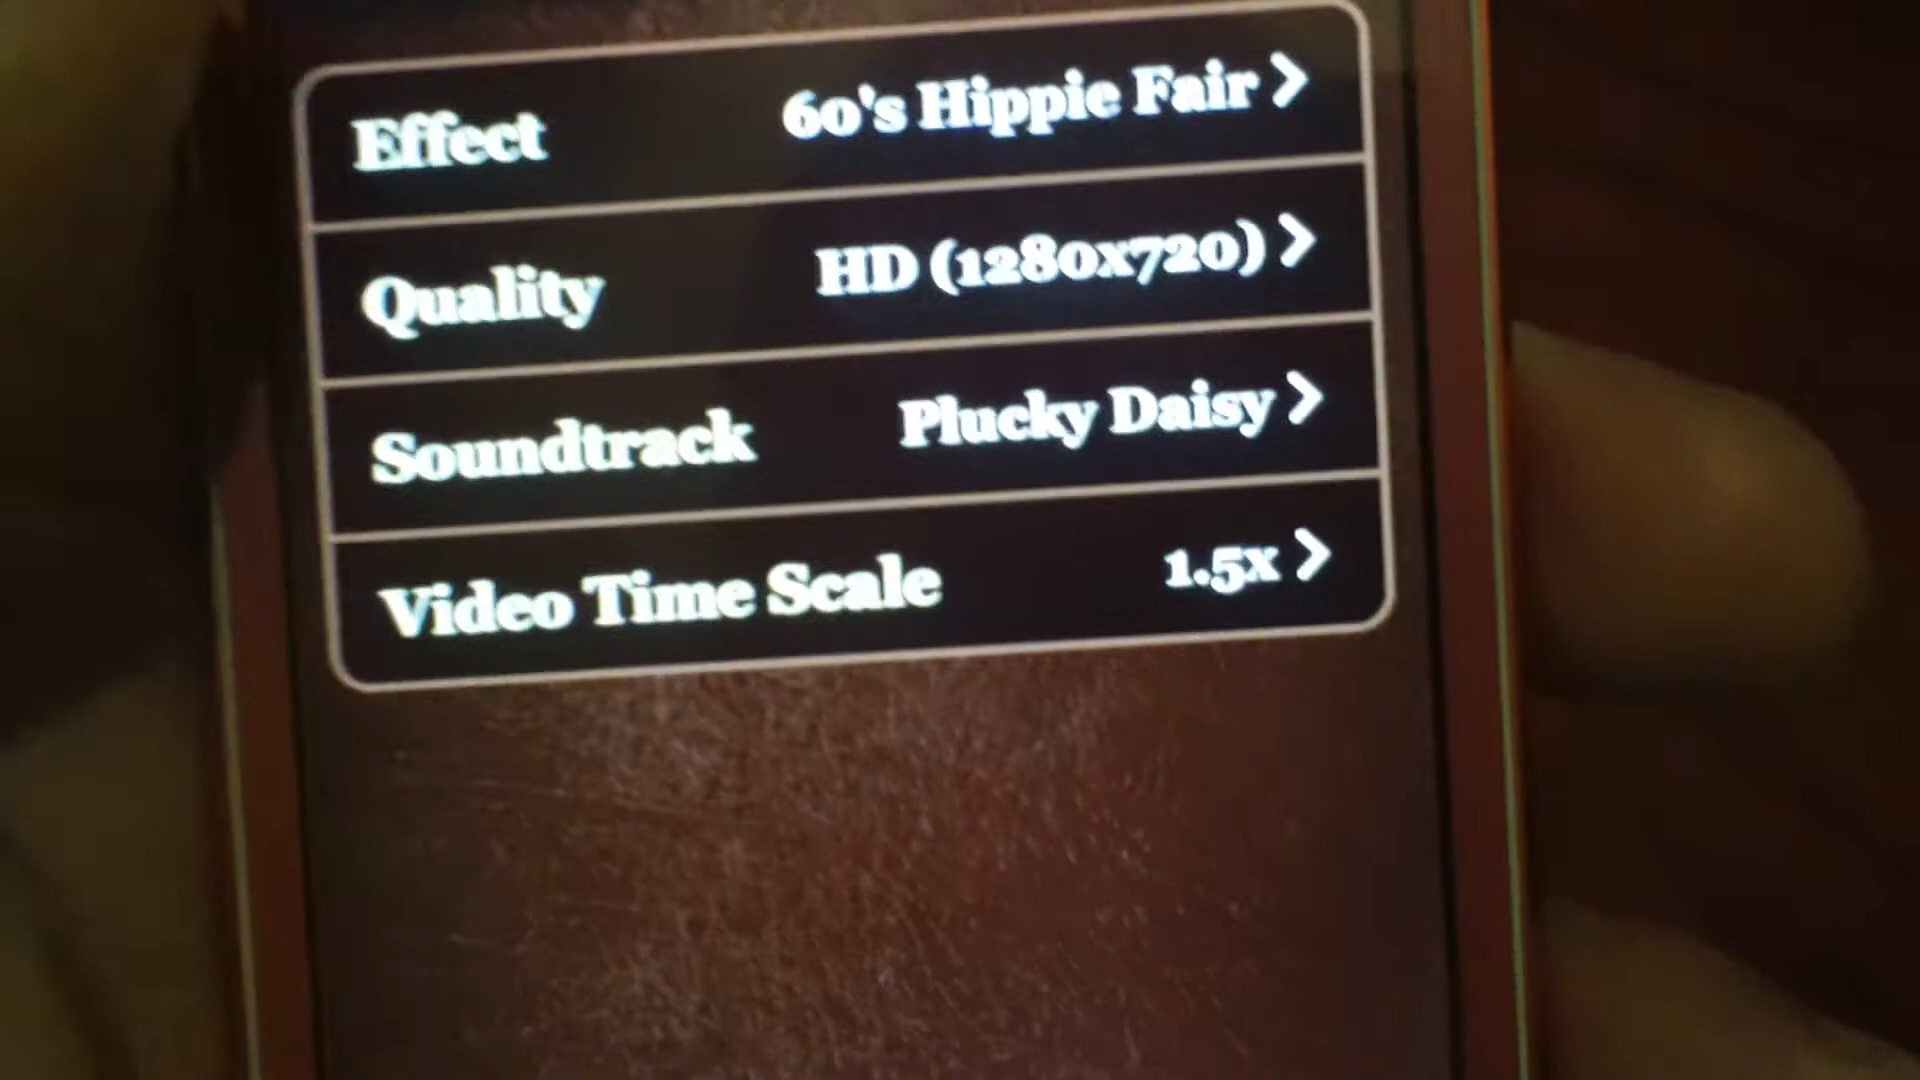 Effect 60's Hippie Fair
Quality HD (1280x720)
Soundtrack Plucky Daisy
Video Time Scale 1.5x